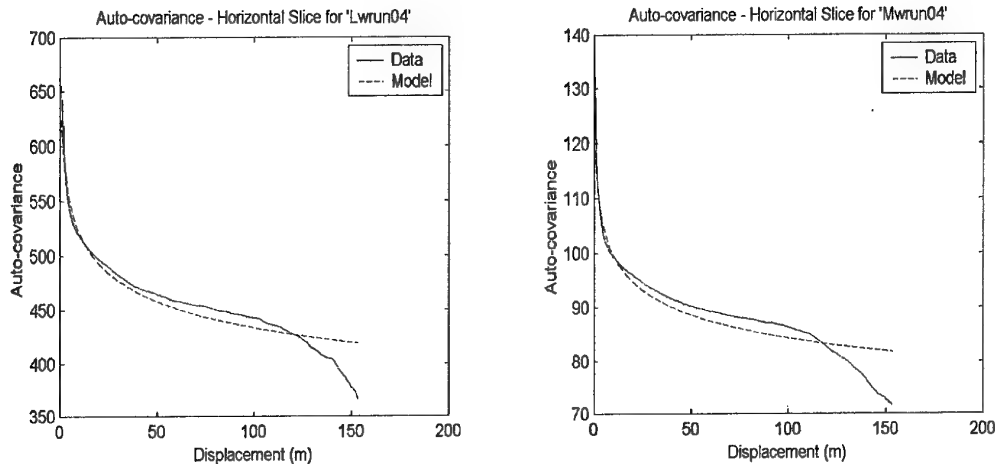 Auto-covariance - Horizontal Slice for 'Lwrun04'
700
650
600
550
500
450
400
350
Auto-covariance
0
50
100
150
200
Displacement (m)
Data
Model
Auto-covariance - Horizontal Slice for 'Mwrun04'
140
130
120
110
100
90
80
70
Auto-covariance
0
50
100
150
200
Displacement (m)
Data
Model